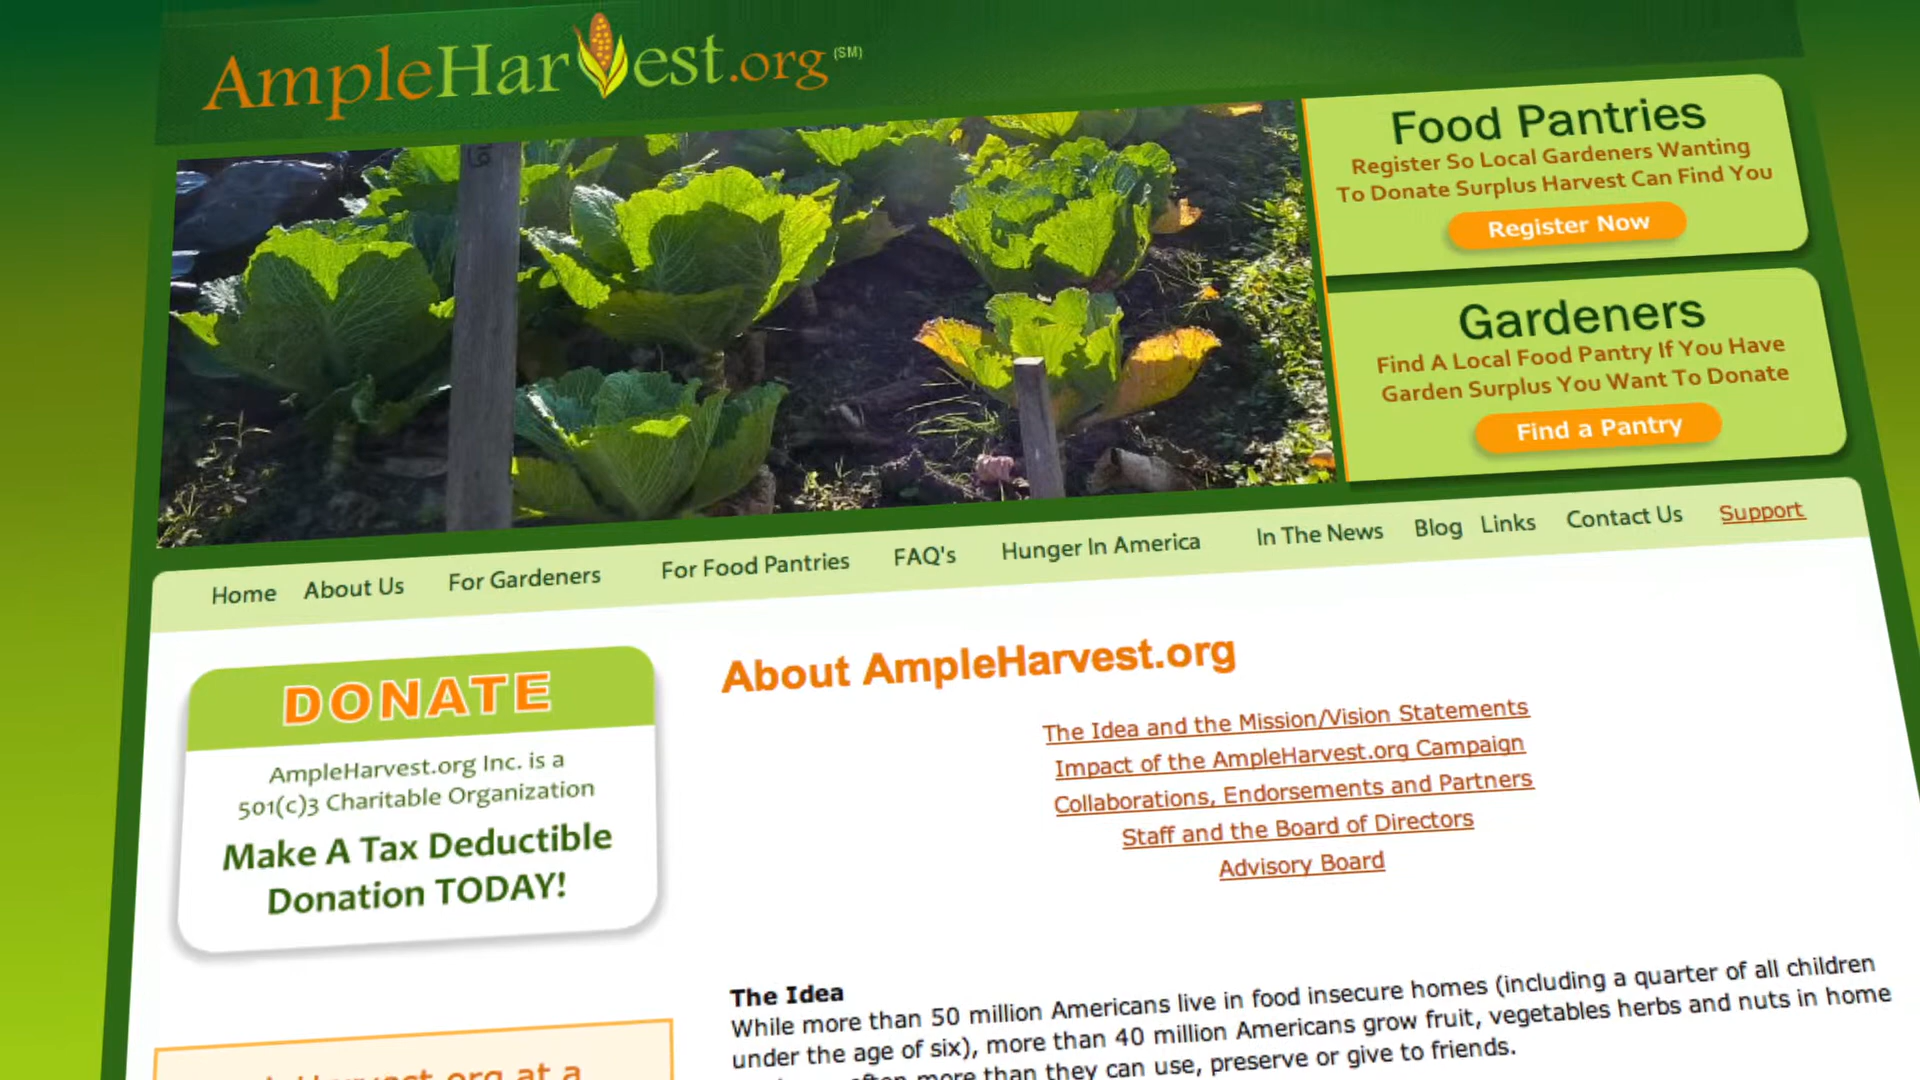 AmpleHarvest.org (SM)
Food Pantries
Register So Local Gardeners Wanting
To Donate Surplus Harvest Can Find You
Register Now
Gardeners
Find A Local Food Pantry If You Have
Garden Surplus You Want To Donate
Find a Pantry
Home About Us For Gardeners For Food Pantries FAQ's Hunger In America In The News Blog Links Contact Us Support
DONATE
AmpleHarvest.org Inc. is a
501(c)3 Charitable Organization
Make A Tax Deductible
Donation TODAY!
About AmpleHarvest.org
The Idea and the Mission/Vision Statements
Impact of the AmpleHarvest.org Campaign
Collaborations, Endorsements and Partners
Staff and the Board of Directors
Advisory Board
The Idea
While more than 50 million Americans live in food insecure homes (including a quarter of all children
under the age of six), more than 40 million Americans grow fruit, vegetables herbs and nuts in home
often more than they can use, preserve or give to friends.
at a